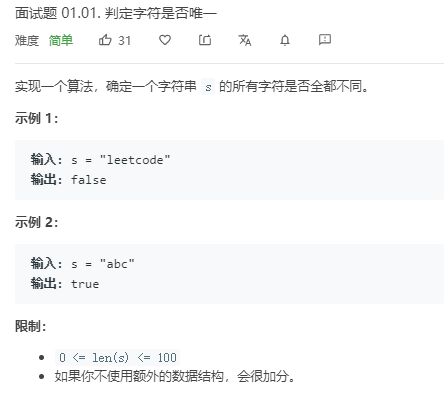 面试题 01.01. 判定字符是否唯一
难度 简单 31
实现一个算法，确定一个字符串 s 的所有字符是否全都不同。
示例 1：
输入: s = "leetcode"
输出: false
示例 2：
输入: s = "abc"
输出: true
限制：
0 <= len(s) <= 100
如果你不使用额外的数据结构，会很加分。